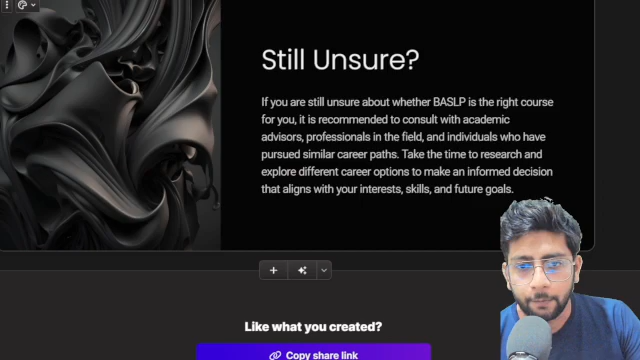 Still Unsure?
If you are still unsure about whether BASLP is the right course
for you, it is recommended to consult with academic
advisors, professionals in the field, and individuals who have
pursued similar career paths. Take the time to research and
explore different career options to make an informed decision
that aligns with your interests, skills, and future goals.
Like what you created?
Copy share link